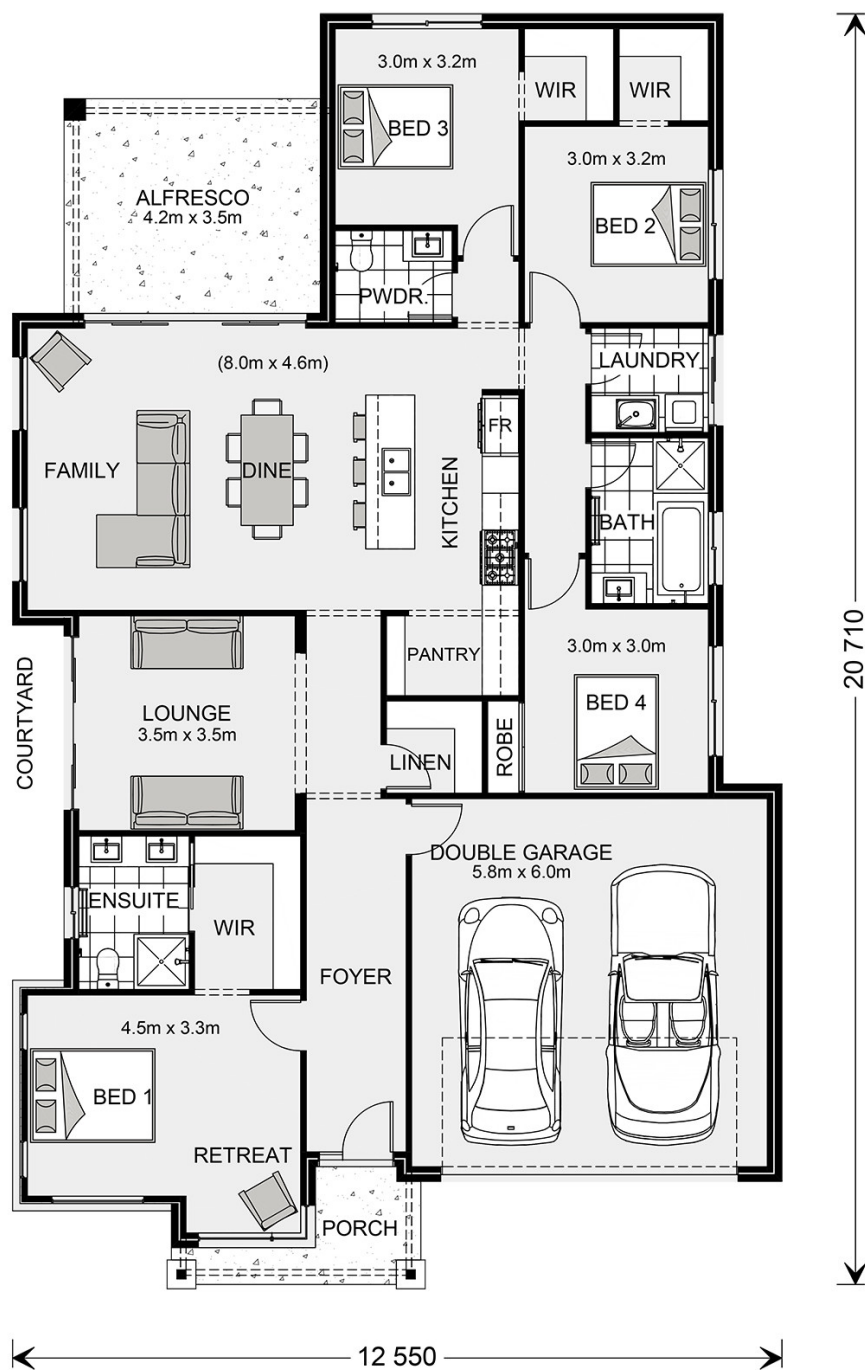 3.0m x 3.2m
BED 3
WIR
WIR
3.0m x 3.2m
BED 2
ALFRESCO
4.2m x 3.5m
PWDR.
(8.0m x 4.6m)
LAUNDRY
FAMILY
DINE
KITCHEN
FR
BATH
COURTYARD
LOUNGE
3.5m x 3.5m
PANTRY
3.0m x 3.0m
BED 4
LINEN
ROBE
DOUBLE GARAGE
5.8m x 6.0m
ENSUITE
WIR
FOYER
4.5m x 3.3m
BED 1
RETREAT
PORCH
20 710
12 550